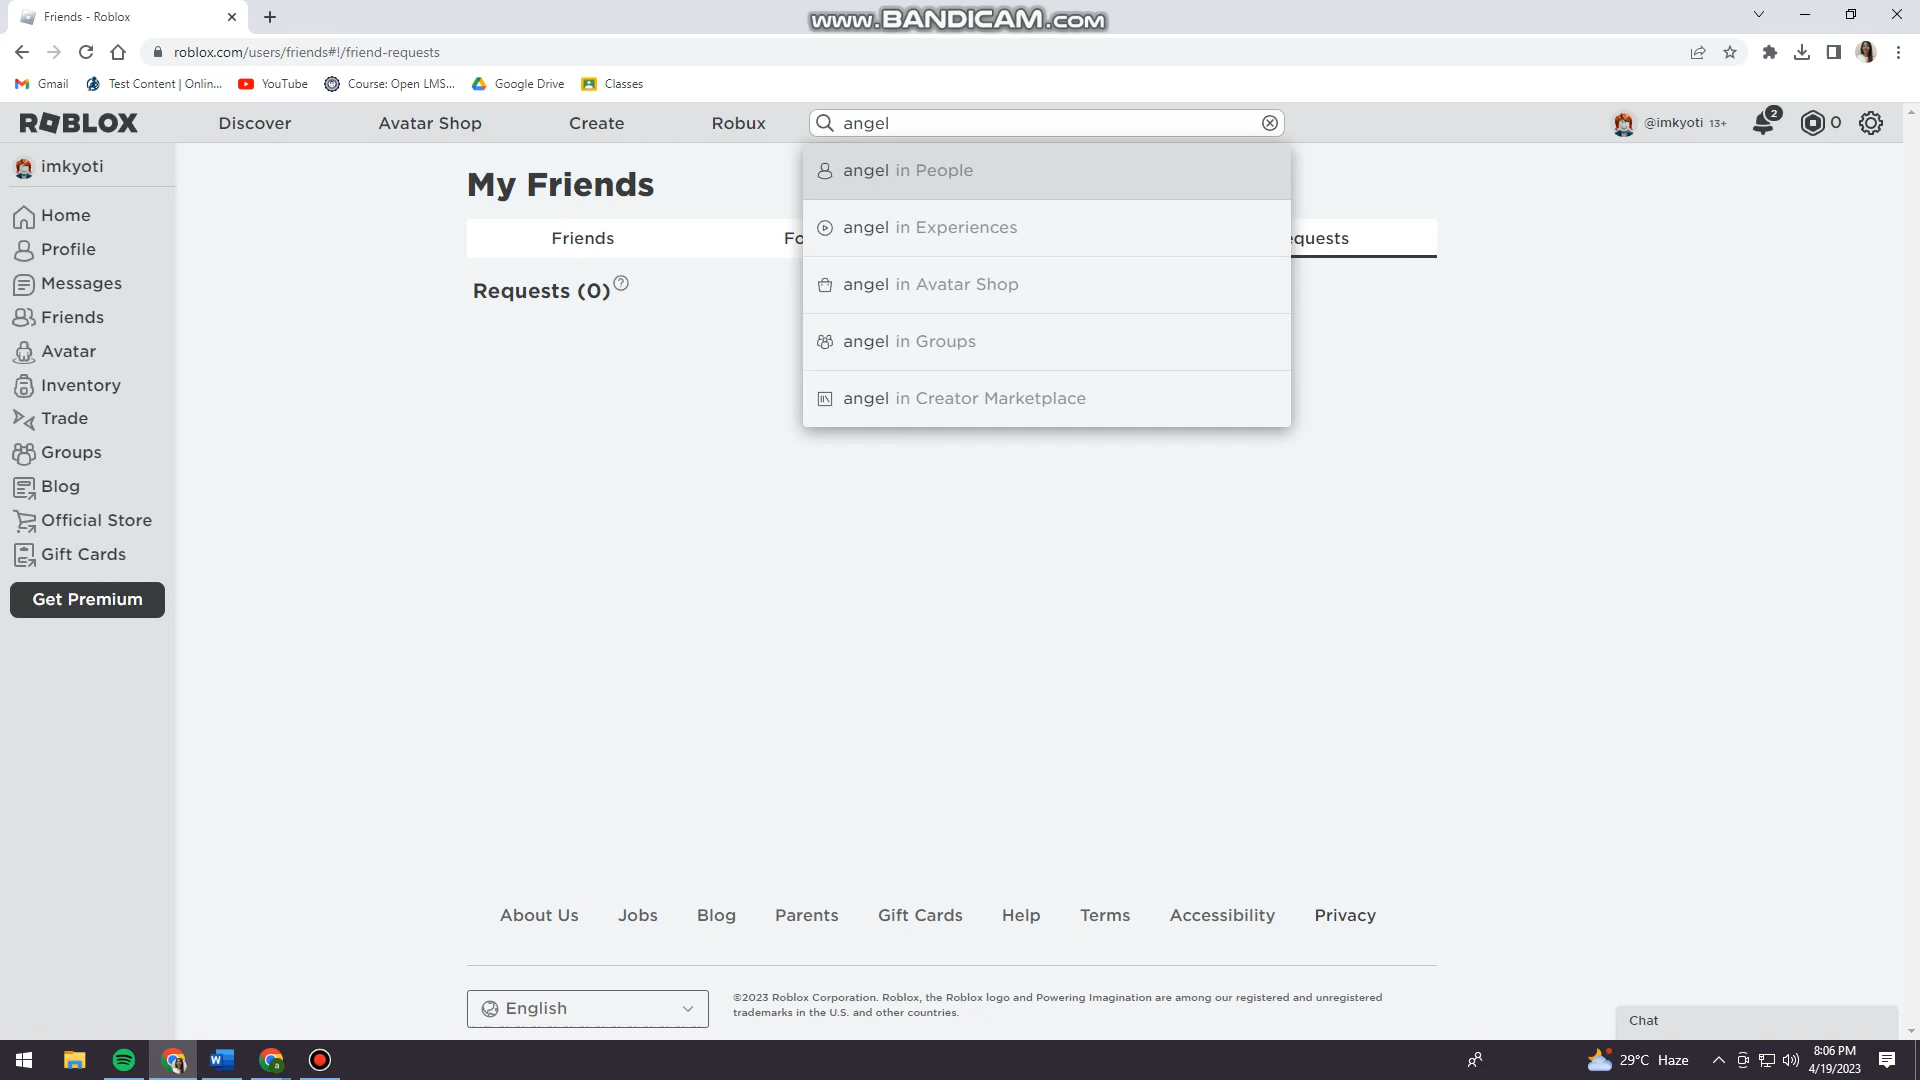 Friends - Roblox
www.BANDICAM.com
roblox.com/users/friends#!/friend-requests
Gmail
Test Content | Onlin...
YouTube
Course: Open LMS...
Google Drive
Classes
ROBLOX
Discover
Avatar Shop
Create
Robux
angel
@imkyoti 13+
2
0
imkyoti
Home
Profile
Messages
Friends
Avatar
Inventory
Trade
Groups
Blog
Official Store
Gift Cards
Get Premium
My Friends
Friends
Fo
equests
Requests (0)
?
angel in People
angel in Experiences
angel in Avatar Shop
angel in Groups
angel in Creator Marketplace
About Us
Jobs
Blog
Parents
Gift Cards
Help
Terms
Accessibility
Privacy
English
©2023 Roblox Corporation. Roblox, the Roblox logo and Powering Imagination are among our registered and unregistered
trademarks in the U.S. and other countries.
Chat
29°C Haze
8:06 PM
4/19/2023